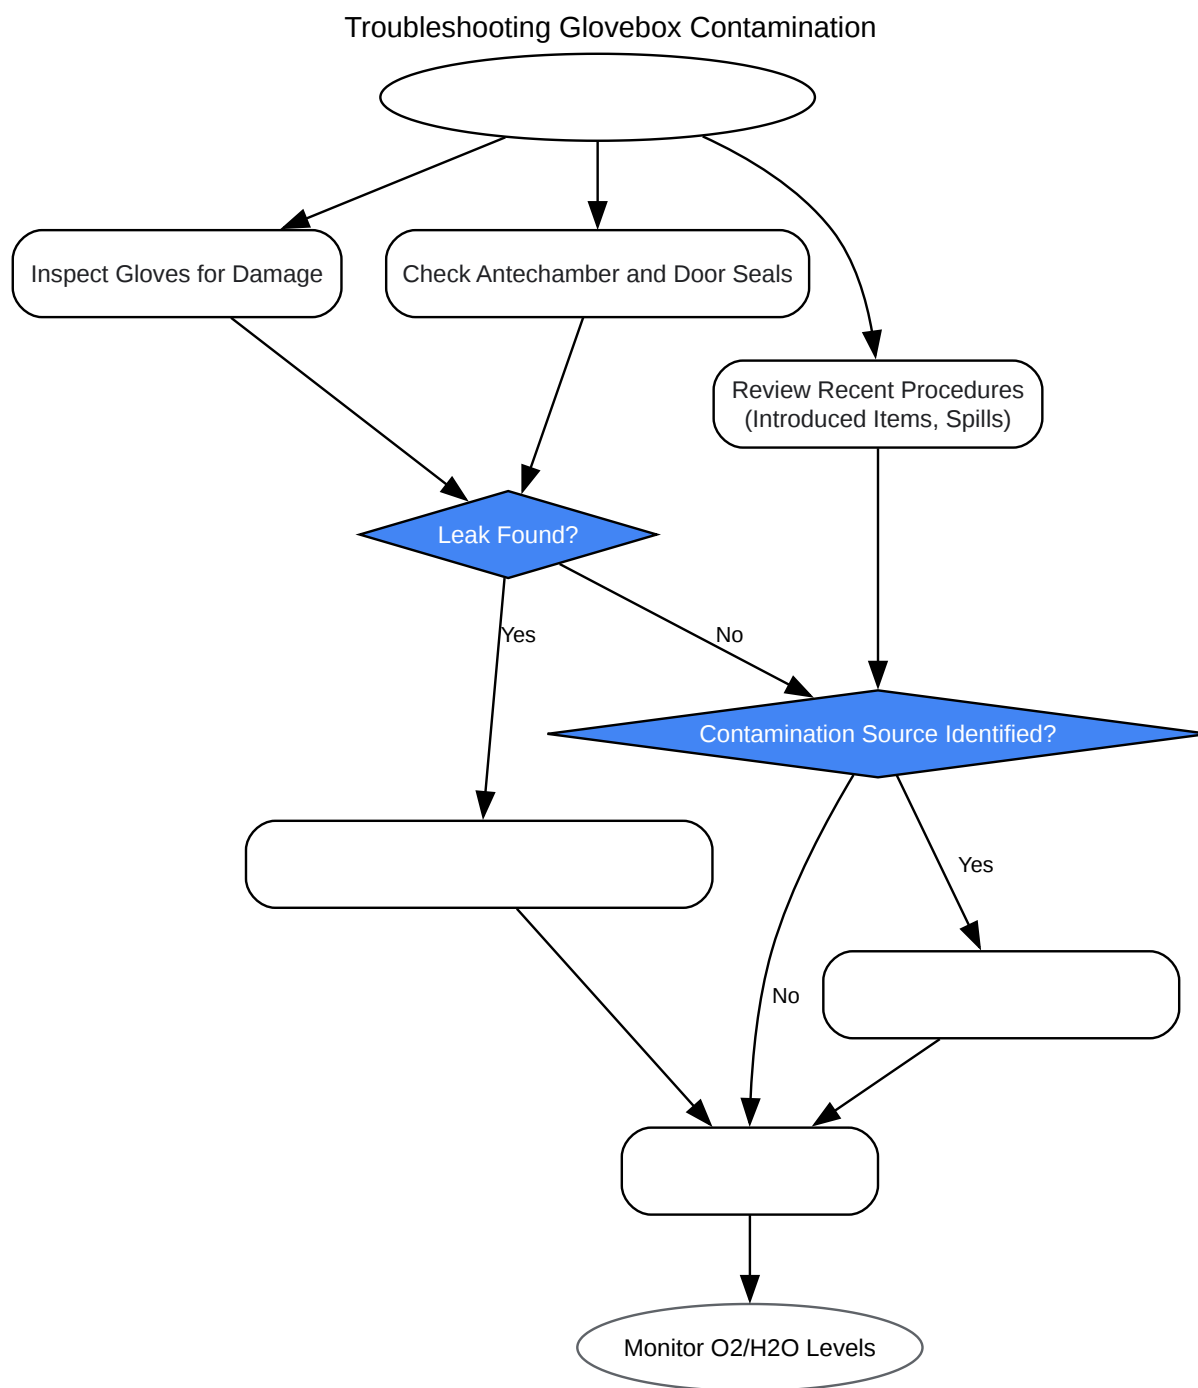 Troubleshooting Glovebox Contamination
Inspect Gloves for Damage
Check Antechamber and Door Seals
Review Recent Procedures
(Introduced Items, Spills)
Leak Found?
Yes
No
Contamination Source Identified?
Yes
No
Monitor O2/H2O Levels